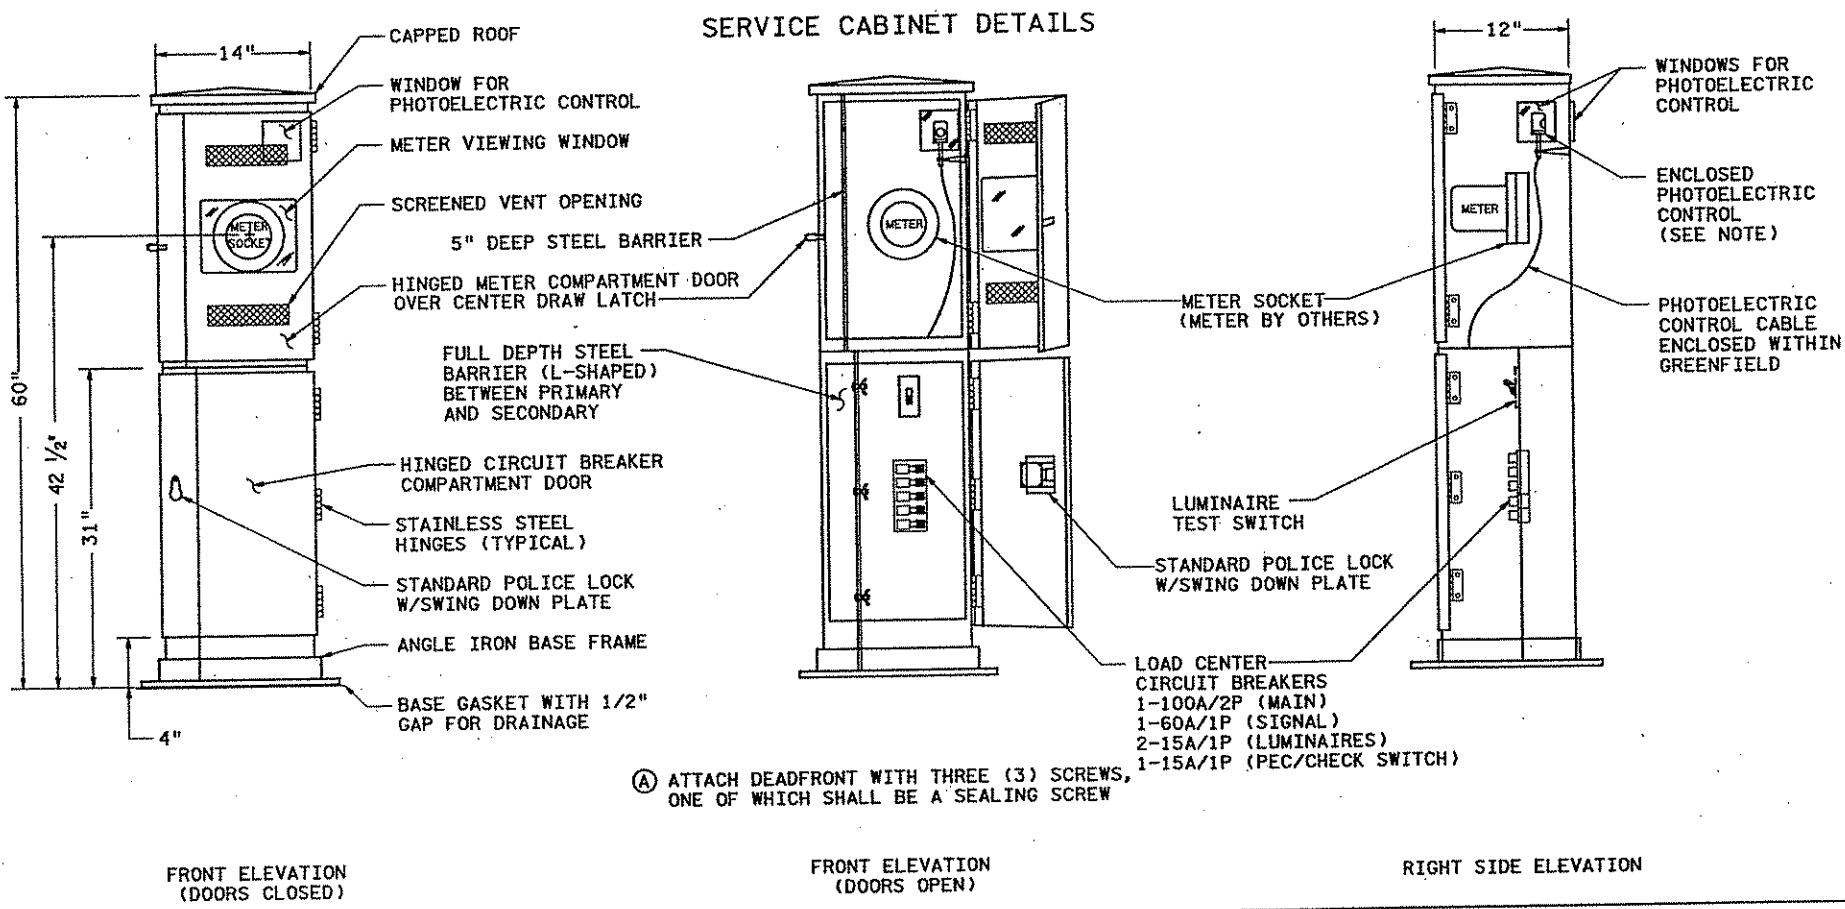 SERVICE CABINET DETAILS
14"
CAPPED ROOF
WINDOW FOR
PHOTOELECTRIC CONTROL
METER VIEWING WINDOW
SCREENED VENT OPENING
5" DEEP STEEL BARRIER
HINGED METER COMPARTMENT DOOR
OVER CENTER DRAW LATCH
FULL DEPTH STEEL
BARRIER (L-SHAPED)
BETWEEN PRIMARY
AND SECONDARY
HINGED CIRCUIT BREAKER
COMPARTMENT DOOR
STAINLESS STEEL
HINGES (TYPICAL)
STANDARD POLICE LOCK
W/SWING DOWN PLATE
ANGLE IRON BASE FRAME
BASE GASKET WITH 1/2"
GAP FOR DRAINAGE
METER
SOCKET
60"
42 ½"
31"
4"
METER
METER SOCKET
(METER BY OTHERS)
LUMINAIRE
TEST SWITCH
STANDARD POLICE LOCK
W/SWING DOWN PLATE
LOAD CENTER
CIRCUIT BREAKERS
1-100A/2P (MAIN)
1-60A/1P (SIGNAL)
2-15A/1P (LUMINAIRES)
1-15A/1P (PEC/CHECK SWITCH)
12"
METER
WINDOWS FOR
PHOTOELECTRIC
CONTROL
ENCLOSED
PHOTOELECTRIC
CONTROL
(SEE NOTE)
PHOTOELECTRIC
CONTROL CABLE
ENCLOSED WITHIN
GREENFIELD
Ⓐ ATTACH DEADFRONT WITH THREE (3) SCREWS,
ONE OF WHICH SHALL BE A SEALING SCREW
FRONT ELEVATION
(DOORS CLOSED)
FRONT ELEVATION
(DOORS OPEN)
RIGHT SIDE ELEVATION